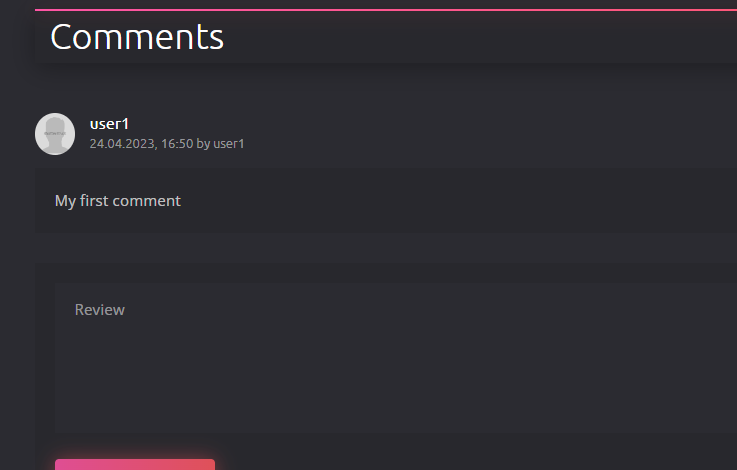 Comments
user1
24.04.2023, 16:50 by user1
My first comment
Review